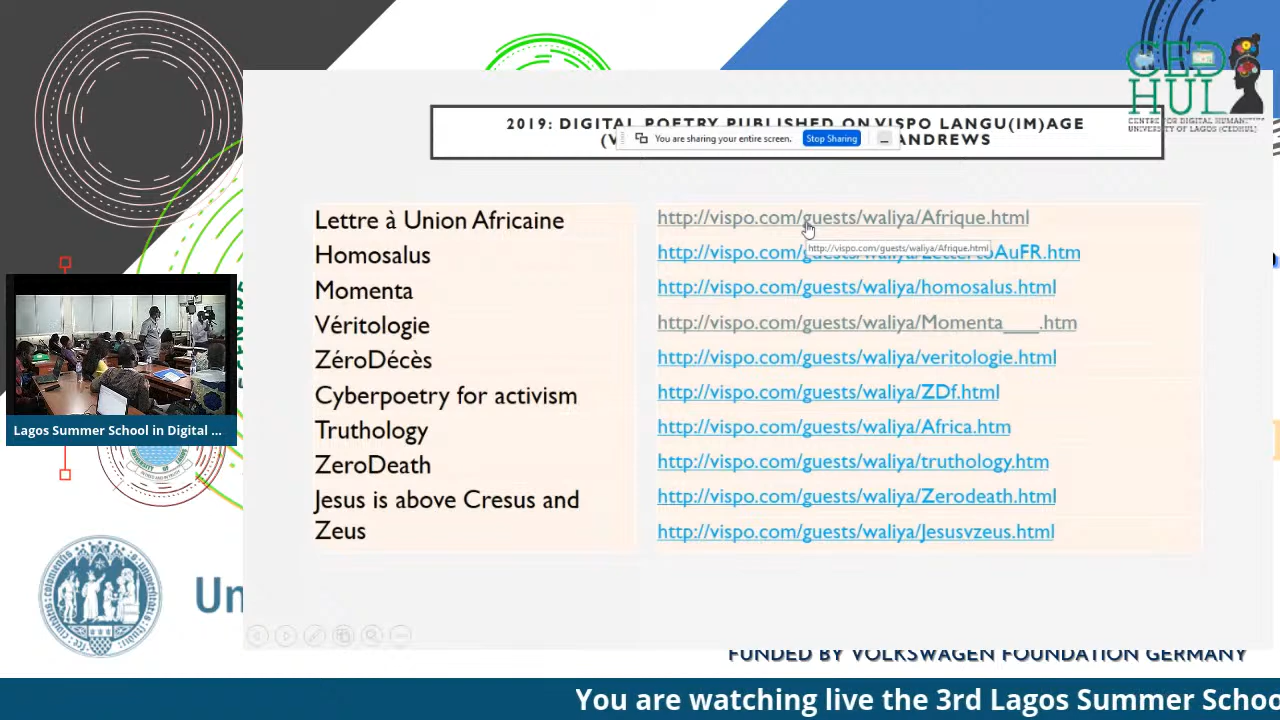 CEDHUL
CENTRE FOR DIGITAL HUMANITIES
UNIVERSITY OF LAGOS (CEDHUL)
2019: DIGITAL POETRY PUBLISHED ON VISPO LANGU(IM)AGE
ANDREWS
You are sharing your entire screen.
Stop Sharing
Lettre à Union Africaine
Homosalus
Momenta
Véritologie
ZéroDécès
Cyberpoetry for activism
Truthology
ZeroDeath
Jesus is above Cresus and
Zeus
http://vispo.com/guests/waliya/Afrique.html
http://vispo.com/guests/waliya/Afrique.html
http://vispo.com/guests/waliya/LettertoAuFR.htm
http://vispo.com/guests/waliya/homosalus.html
http://vispo.com/guests/waliya/Momenta___.htm
http://vispo.com/guests/waliya/veritologie.html
http://vispo.com/guests/waliya/ZDf.html
http://vispo.com/guests/waliya/Africa.htm
http://vispo.com/guests/waliya/truthology.htm
http://vispo.com/guests/waliya/Zerodeath.html
http://vispo.com/guests/waliya/Jesusvzeus.html
Lagos Summer School in Digital ...
Un
FUNDED BY VOLKSWAGEN FOUNDATION GERMANY
You are watching live the 3rd Lagos Summer Schoo